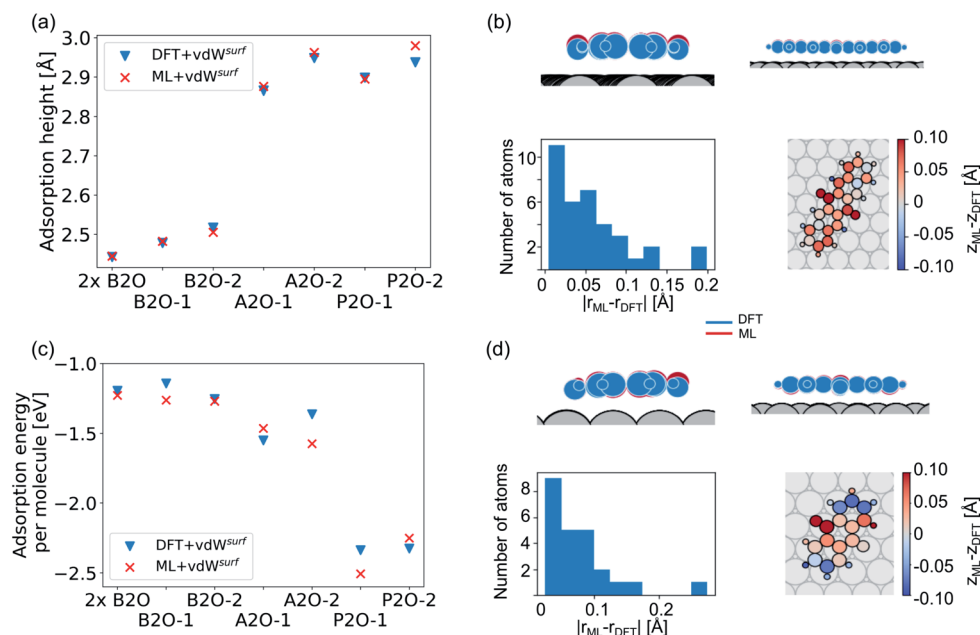 (a)
Adsorption height [Å]
3.0
2.9
2.8
2.7
2.6
2.5
DFT+vdW^surf
ML+vdW^surf
2x B2O
B2O-1
B2O-2
A2O-1
A2O-2
P2O-1
P2O-2
(b)
Number of atoms
10
8
6
4
2
0
0.05
0.1
0.15
0.2
|r_ML-r_DFT| [Å]
0.10
0.05
0
-0.05
-0.10
z_ML-z_DFT [Å]
DFT
ML
(c)
Adsorption energy
per molecule [eV]
−1.0
−1.5
−2.0
−2.5
DFT+vdW^surf
ML+vdW^surf
2x B2O
B2O-1
B2O-2
A2O-1
A2O-2
P2O-1
P2O-2
(d)
Number of atoms
8
6
4
2
0
0.1
0.2
|r_ML-r_DFT| [Å]
0.10
0.05
0
-0.05
-0.10
z_ML-z_DFT [Å]